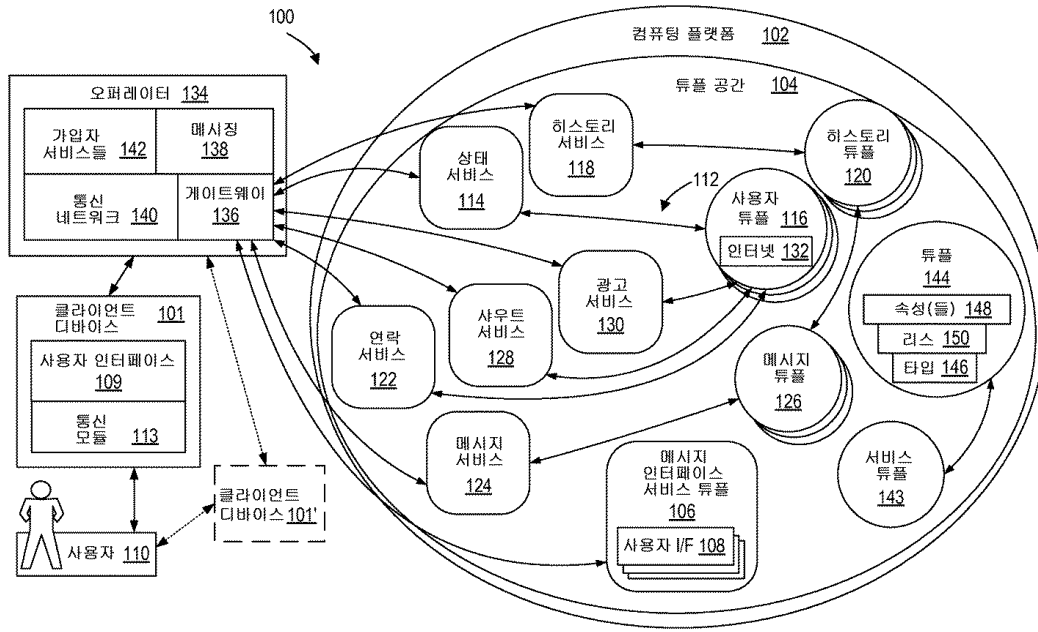 100
컴퓨팅 플랫폼 102
튜플 공간 104
오퍼레이터 134
가입자
서비스들 142
메시징
138
통신
네트워크 140
게이트웨이
136
히스토리
서비스
118
상태
서비스
114
112
히스토리
튜플
120
사용자
튜플 116
인터넷 132
광고
서비스
130
샤우트
서비스
128
연락
서비스
122
튜플
144
속성(들) 148
리스 150
타입 146
메시지
튜플
126
메시지
서비스
124
메시지
인터페이스
서비스 튜플
106
사용자 I/F 108
서비스
튜플
143
클라이언트
디바이스 101
사용자 인터페이스
109
통신
모듈 113
클라이언트
디바이스 101'
사용자 110